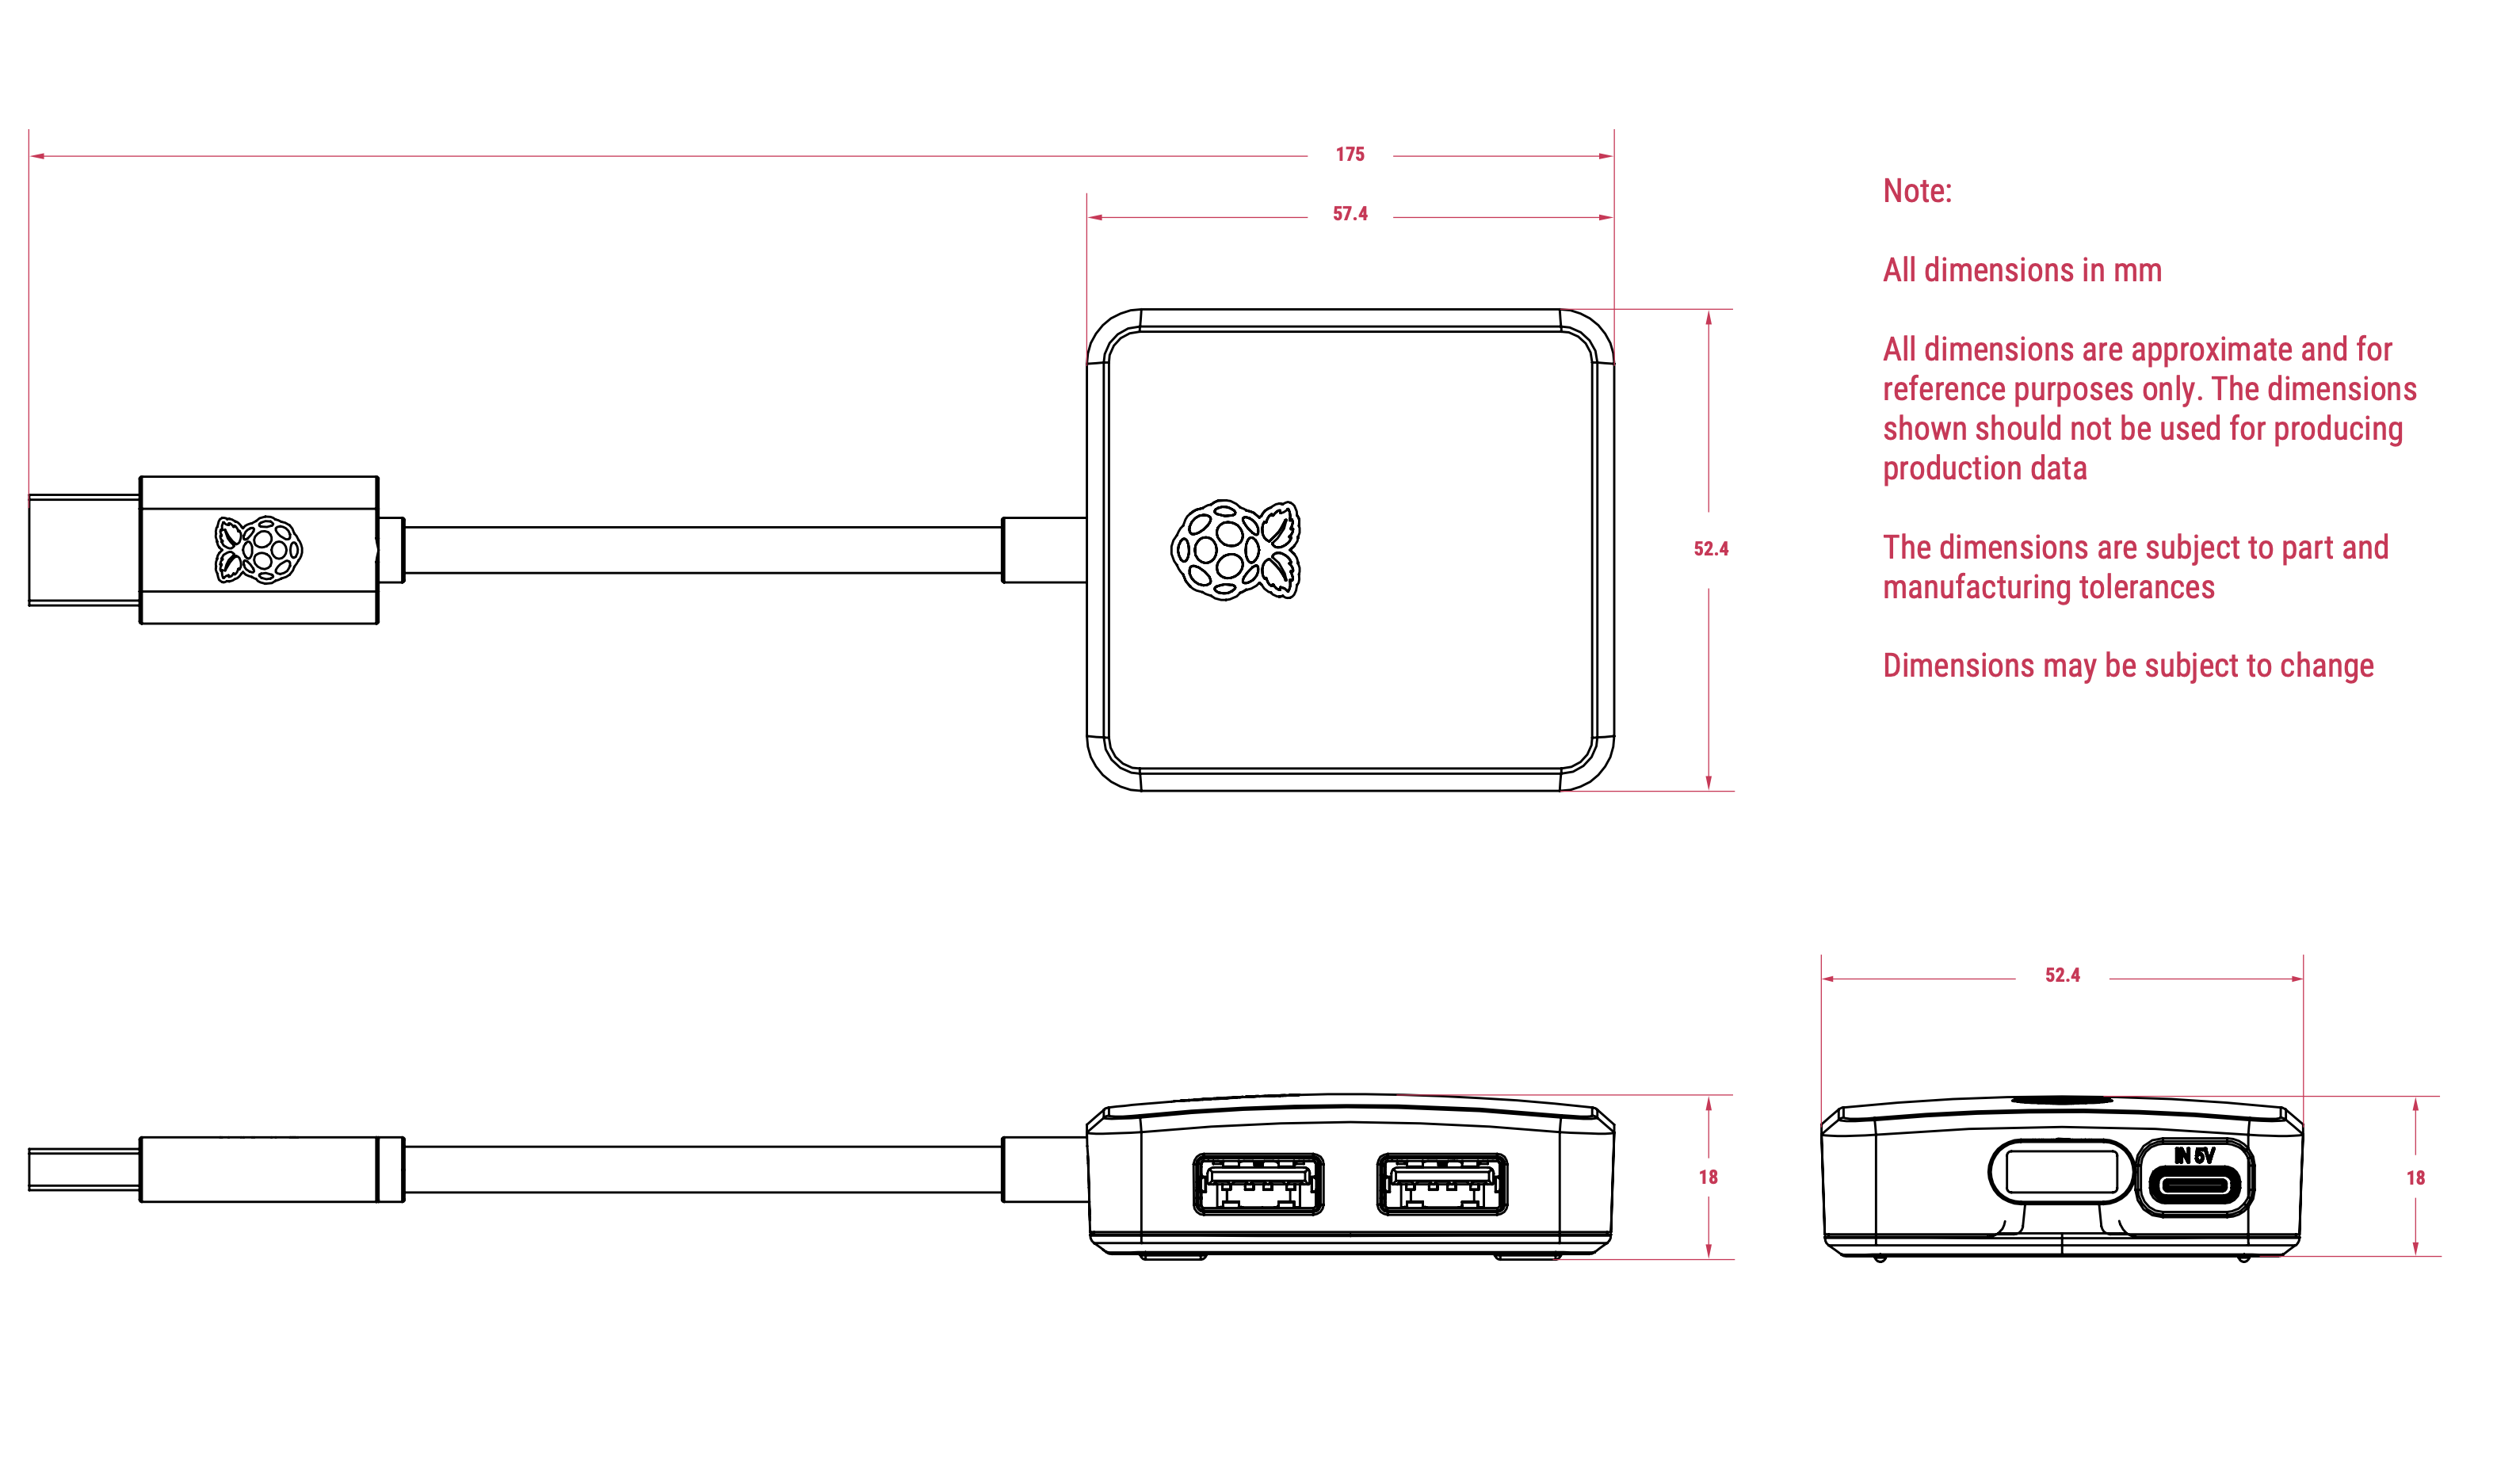 175
57.4
52.4
Note:
All dimensions in mm
All dimensions are approximate and for
reference purposes only. The dimensions
shown should not be used for producing
production data
The dimensions are subject to part and
manufacturing tolerances
Dimensions may be subject to change
52.4
18
IN 5V
18